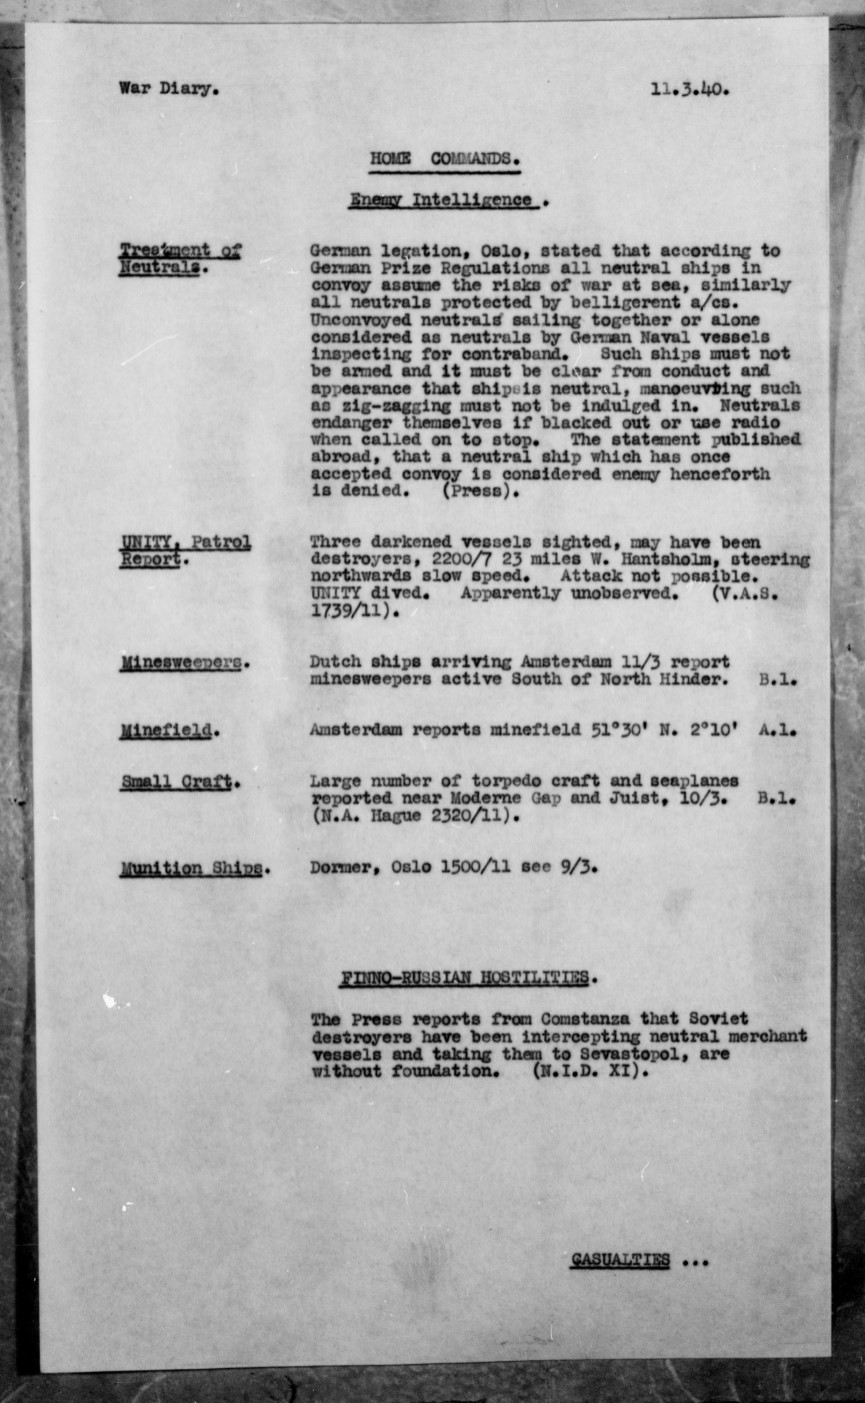 War Diary. 11.3.40.
HOME COMMANDS.
Enemy Intelligence.
Treatment of Neutrals. German legation, Oslo, stated that according to
German Prize Regulations all neutral ships in
convoy assume the risks of war at sea, similarly
all neutrals protected by belligerent a/cs.
Unconvoyed neutrals sailing together or alone
considered as neutrals by German Naval vessels
inspecting for contraband. Such ships must not
be armed and it must be clear from conduct and
appearance that ship is neutral, manoeuvring such
as zig-zagging must not be indulged in. Neutrals
endanger themselves if blacked out or use radio
when called on to stop. The statement published
abroad, that a neutral ship which has once
accepted convoy is considered enemy henceforth
is denied. (Press).
UNITY, Patrol Report. Three darkened vessels sighted, may have been
destroyers, 2200/7 23 miles W. Hantsholm, steering
northwards slow speed. Attack not possible.
UNITY dived. Apparently unobserved. (V.A.S.
1739/11).
Minesweepers. Dutch ships arriving Amsterdam 11/3 report
minesweepers active South of North Hinder. B.1.
Minefield. Amsterdam reports minefield 51°30' N. 2°10' A.1.
Small Craft. Large number of torpedo craft and seaplanes
reported near Moderne Gap and Juist, 10/3. B.1.
(N.A. Hague 2320/11).
Munition Ships. Dormer, Oslo 1500/11 see 9/3.
FINNO-RUSSIAN HOSTILITIES.
The Press reports from Comstanza that Soviet
destroyers have been intercepting neutral merchant
vessels and taking them to Sevastopol, are
without foundation. (N.I.D. XI).
CASUALTIES ...